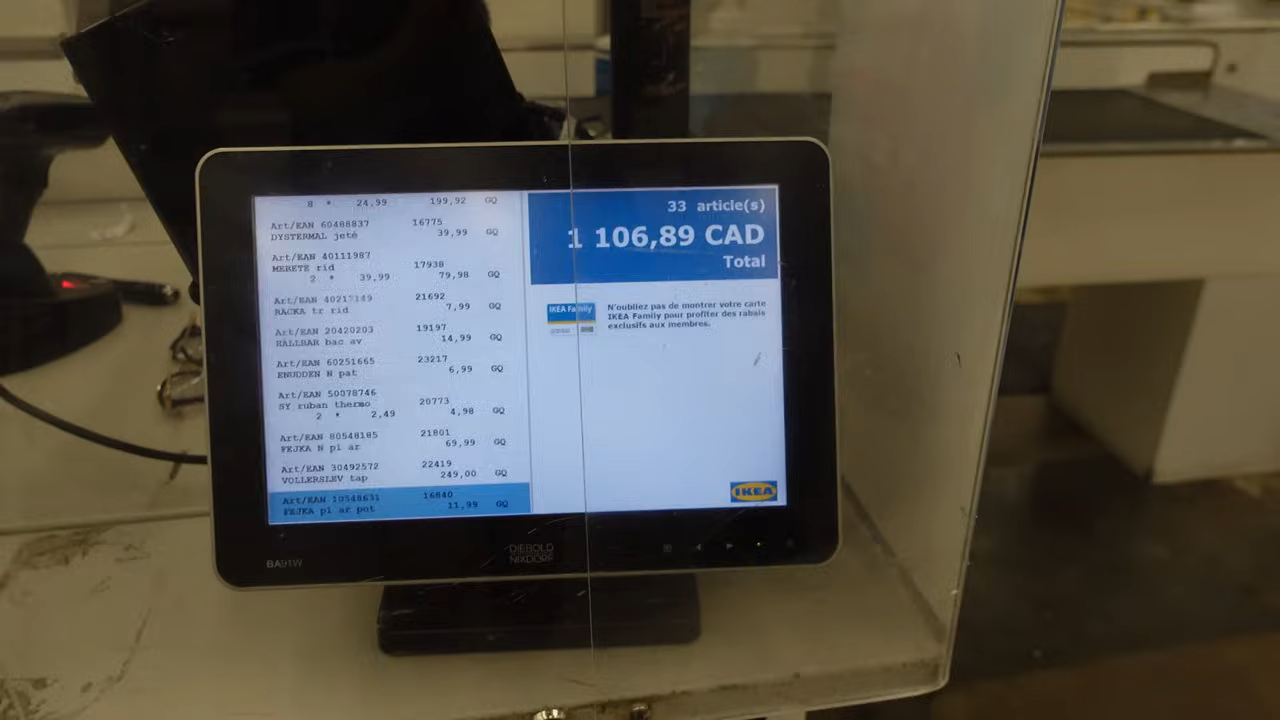 8 * 24,99 199,92 GQ
Art/EAN 60488837 16775
DYSTERMAL jeté 39,99 GQ
Art/EAN 40111987
MERETE rid 17938
2 * 39,99 79,98 GQ
Art/EAN 40217149 21692
RACKA tr rid 7,99 GQ
Art/EAN 20420203 19197
HÅLLBAR bac av 14,99 GQ
Art/EAN 60251665 23217
ENUDDEN N pat 6,99 GQ
Art/EAN 50078746
SY ruban thermo 20773
2 * 2,49 4,98 GQ
Art/EAN 80548185 21801
FEJKA N pl ar 69,99 GQ
Art/EAN 30492572 22419
VOLLERSLEV tap 249,00 GQ
Art/EAN 10548631 16840
FEJKA pl ar pot 11,99 GQ
33 article(s)
1 106,89 CAD
Total
IKEA Family
N'oubliez pas de montrer votre carte
IKEA Family pour profiter des rabais
exclusifs aux membres.
IKEA
BA91W
DIEBOLD
NIXDORF